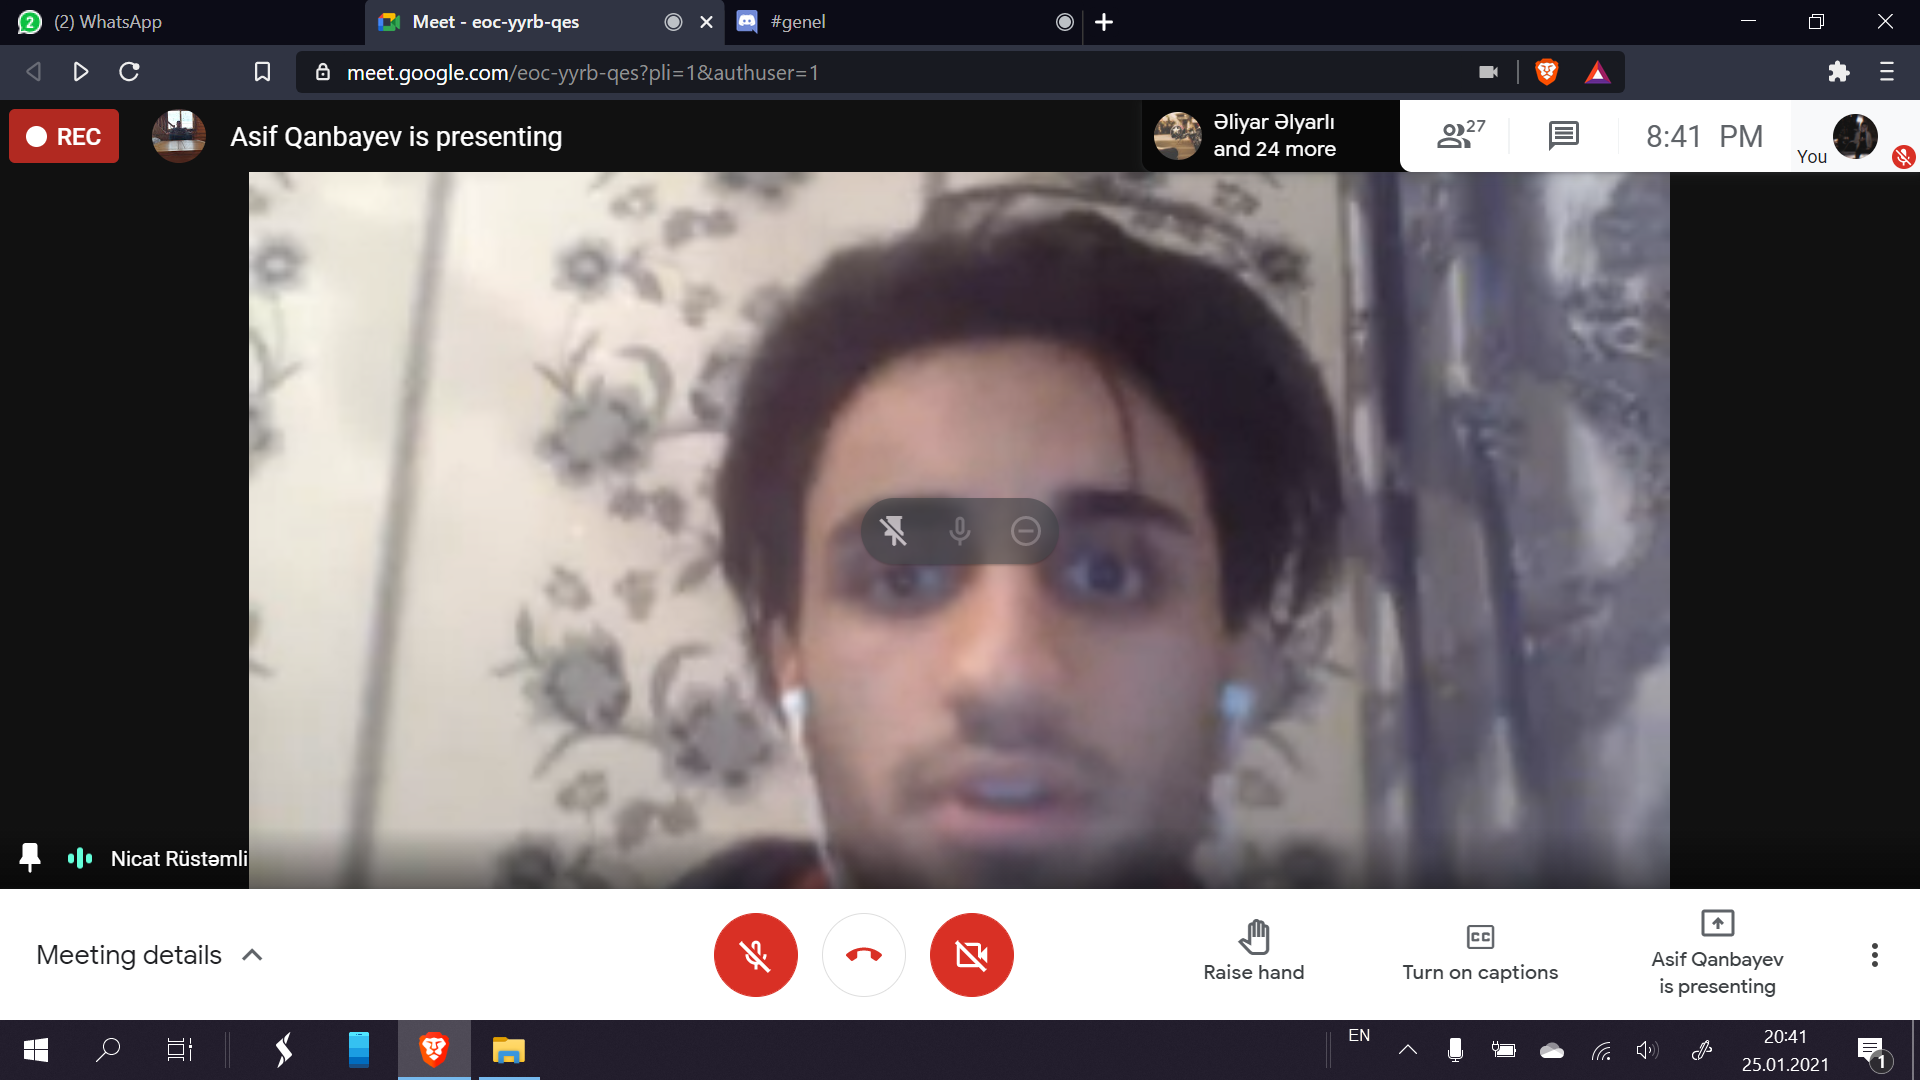 2
(2) WhatsApp
Meet - eoc-yyrb-qes
#genel
meet.google.com/eoc-yyrb-qes?pli=1&authuser=1
REC
Asif Qanbayev is presenting
Əliyar Əlyarlı
and 24 more
27
8:41 PM
You
Nicat Rüstəmli
Meeting details
Raise hand
CC
Turn on captions
Asif Qanbayev
is presenting
EN
20:41
25.01.2021
1